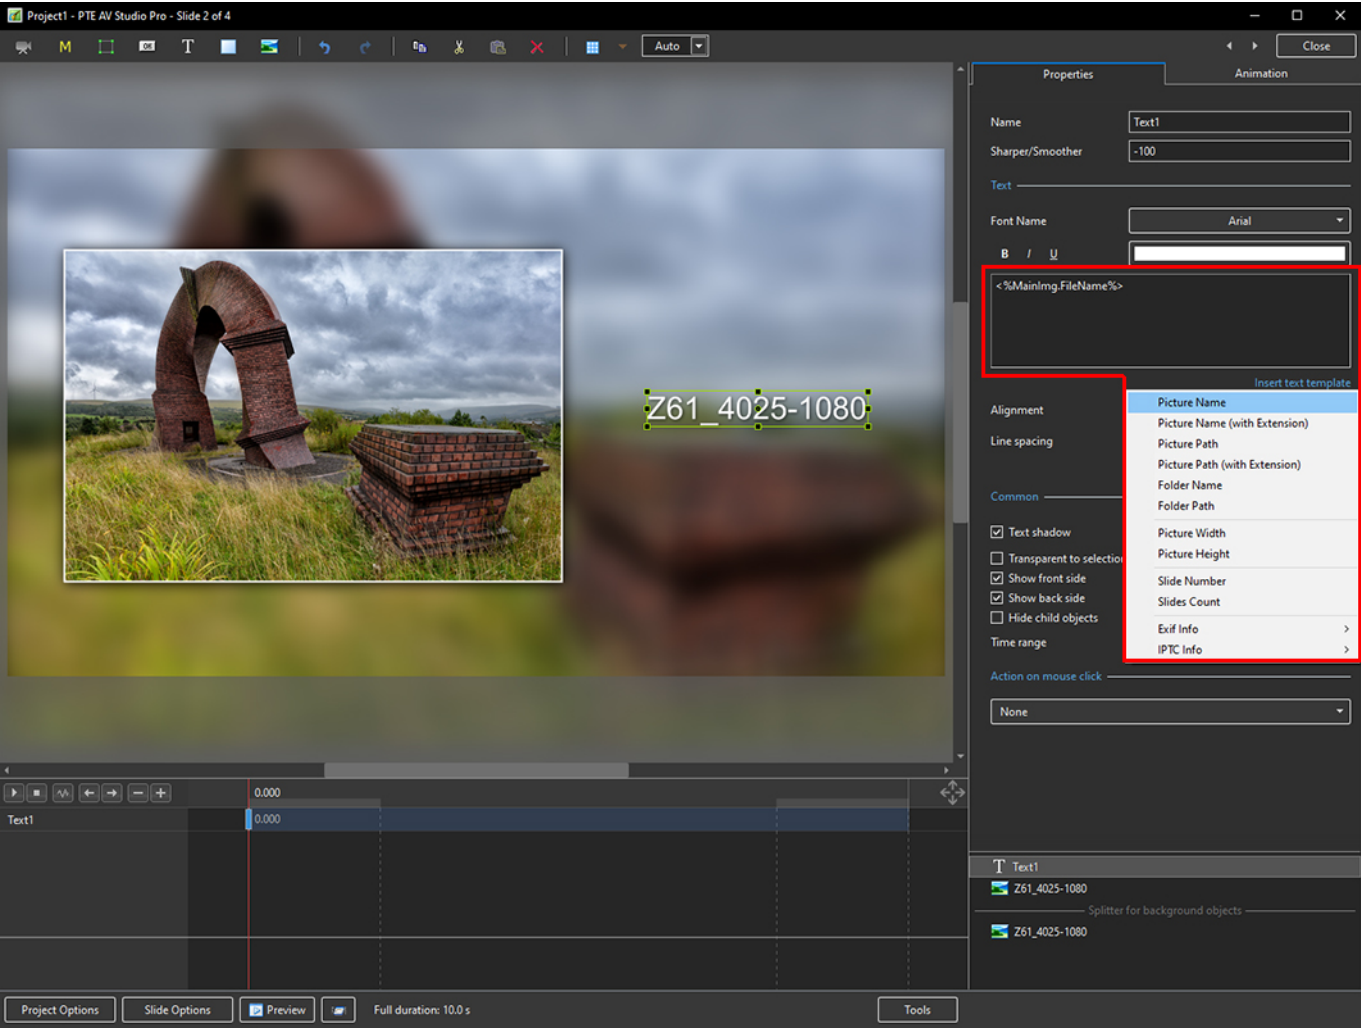 Project1 - PTE AV Studio Pro - Slide 2 of 4
M
OK
T
Auto
Close
Properties
Animation
Name
Text1
Sharper/Smoother
-100
Text
Font Name
Arial
B I U
<%MainImg.FileName%>
Insert text template
Z61_4025-1080
Alignment
Line spacing
Picture Name
Picture Name (with Extension)
Picture Path
Picture Path (with Extension)
Folder Name
Folder Path
Picture Width
Picture Height
Slide Number
Slides Count
Exif Info
IPTC Info
Common
Text shadow
Transparent to selection
Show front side
Show back side
Hide child objects
Time range
Action on mouse click
None
0.000
Text1
0.000
T Text1
Z61_4025-1080
Splitter for background objects
Z61_4025-1080
Project Options
Slide Options
Preview
Full duration: 10.0 s
Tools